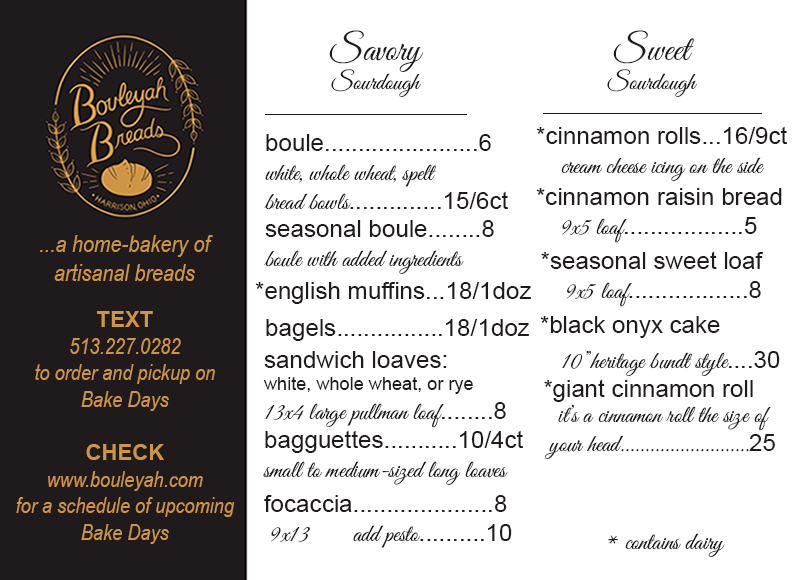 Bouleyah
Breads
• HARRISON, OHIO •
...a home-bakery of
artisanal breads
TEXT
513.227.0282
to order and pickup on
Bake Days
CHECK
www.bouleyah.com
for a schedule of upcoming
Bake Days
Savory
Sourdough
boule.......................6
white, whole wheat, spelt
bread bowls..............15/6ct
seasonal boule........8
boule with added ingredients
*english muffins...18/1doz
bagels................18/1doz
sandwich loaves:
white, whole wheat, or rye
13x4 large pullman loaf........8
bagguettes...........10/4ct
small to medium-sized long loaves
focaccia.....................8
9x13 add pesto..........10
Sweet
Sourdough
*cinnamon rolls...16/9ct
cream cheese icing on the side
*cinnamon raisin bread
9x5 loaf..................5
*seasonal sweet loaf
9x5 loaf..................8
*black onyx cake
10" heritage bundt style....30
*giant cinnamon roll
it's a cinnamon roll the size of
your head.............................25
* contains dairy